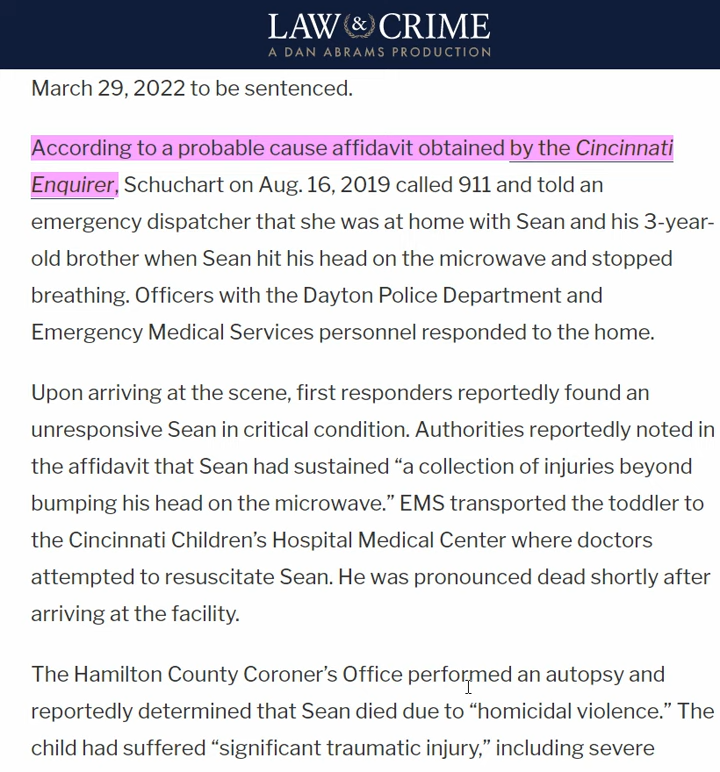 LAW & CRIME
A DAN ABRAMS PRODUCTION
March 29, 2022 to be sentenced.
According to a probable cause affidavit obtained by the Cincinnati
Enquirer, Schuchart on Aug. 16, 2019 called 911 and told an
emergency dispatcher that she was at home with Sean and his 3-year-
old brother when Sean hit his head on the microwave and stopped
breathing. Officers with the Dayton Police Department and
Emergency Medical Services personnel responded to the home.
Upon arriving at the scene, first responders reportedly found an
unresponsive Sean in critical condition. Authorities reportedly noted in
the affidavit that Sean had sustained “a collection of injuries beyond
bumping his head on the microwave.” EMS transported the toddler to
the Cincinnati Children’s Hospital Medical Center where doctors
attempted to resuscitate Sean. He was pronounced dead shortly after
arriving at the facility.
The Hamilton County Coroner’s Office performed an autopsy and
reportedly determined that Sean died due to “homicidal violence.” The
child had suffered “significant traumatic injury,” including severe